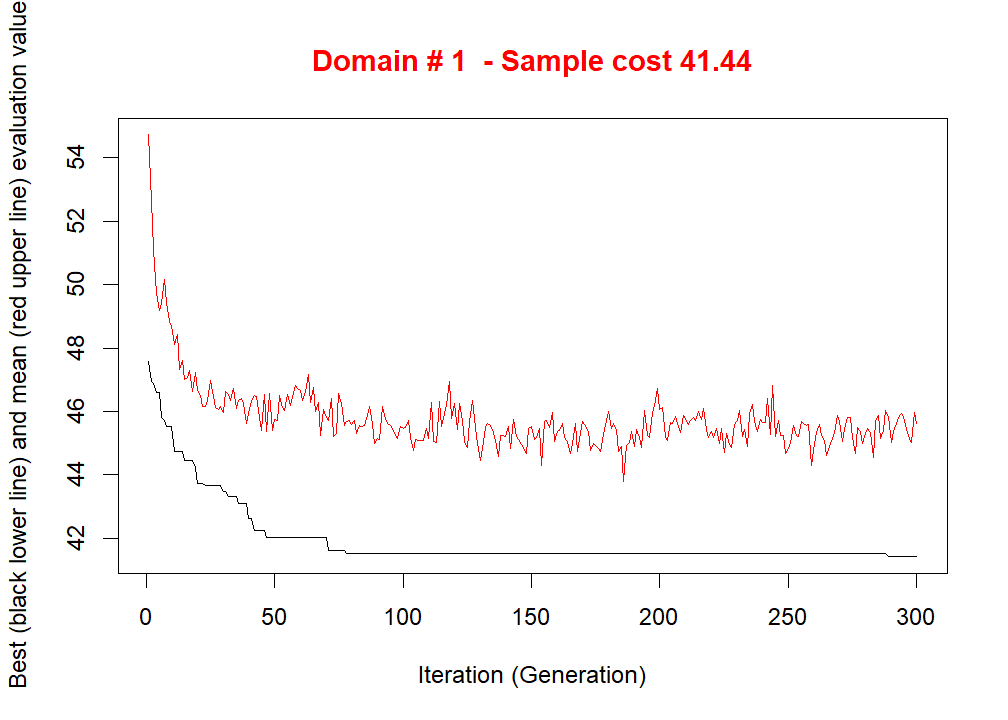 Domain # 1  - Sample cost 41.44
Best (black lower line) and mean (red upper line) evaluation value
54
52
50
48
46
44
42
0 50 100 150 200 250 300
Iteration (Generation)